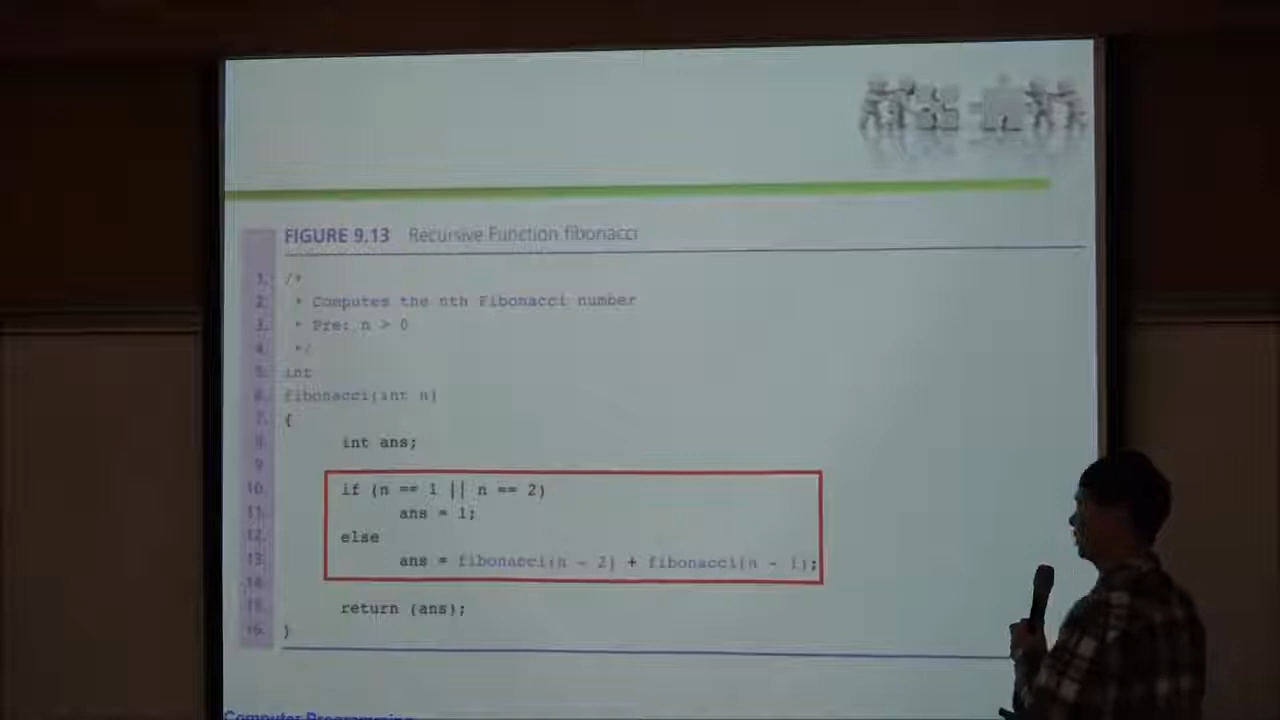 FIGURE 9.13 Recursive Function fibonacci
1. /*
2. * Computes the nth Fibonacci number
3. * Pre: n > 0
4. */
5. int
6. fibonacci(int n)
7. {
8. int ans;
9.
10. if (n == 1 || n == 2)
11. ans = 1;
12. else
13. ans = fibonacci(n - 2) + fibonacci(n - 1);
14.
15. return (ans);
16. }
Computer Programming